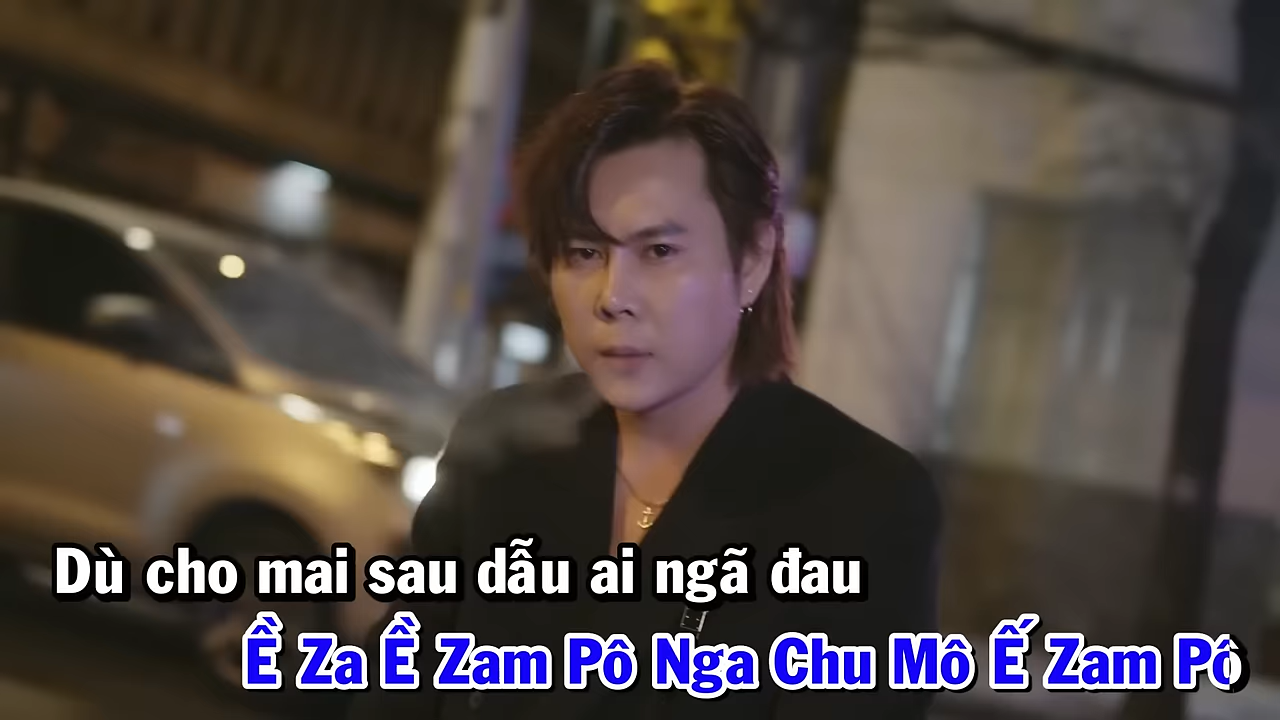 Dù cho mai sau dẫu ai ngã đau
Ề Za Ề Zam Pô Nga Chu Mô Ế Zam Pô